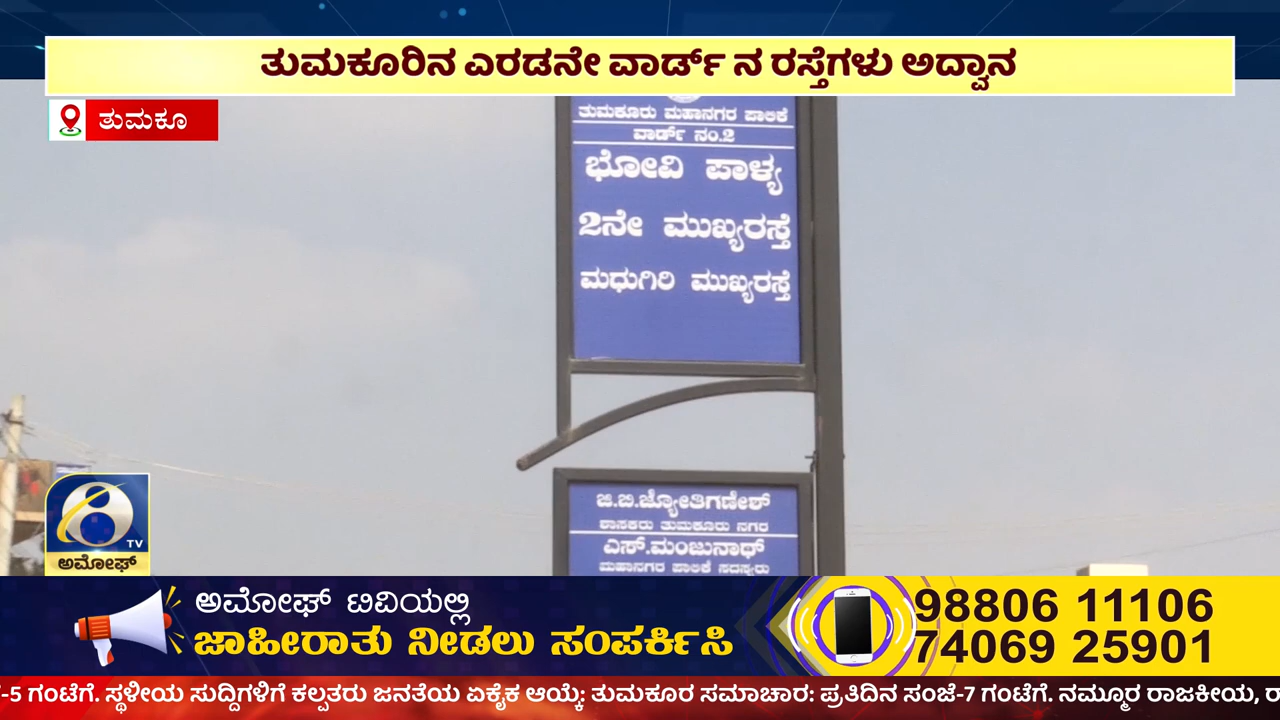 ತುಮಕೂರಿನ ಎರಡನೇ ವಾರ್ಡ್ ನ ರಸ್ತೆಗಳು ಅದ್ವಾನ
ತುಮಕೂ
ತುಮಕೂರು ಮಹಾನಗರ ಪಾಲಿಕೆ
ವಾರ್ಡ್ ನಂ.2
ಭೋವಿ ಪಾಳ್ಯ
2ನೇ ಮುಖ್ಯರಸ್ತೆ
ಮಧುಗಿರಿ ಮುಖ್ಯರಸ್ತೆ
ಜಿ.ಬಿ.ಜ್ಯೋತಿಗಣೇಶ್
ಶಾಸಕರು ತುಮಕೂರು ನಗರ
ಎಸ್.ಮಂಜುನಾಥ್
ಮಹಾನಗರ ಪಾಲಿಕೆ ಸದಸ್ಯರು
TV
ಅಮೋಘ್
ಅಮೋಘ್ ಟಿವಿಯಲ್ಲಿ
ಜಾಹೀರಾತು ನೀಡಲು ಸಂಪರ್ಕಿಸಿ
98806 11106
74069 25901
-5 ಗಂಟೆಗೆ. ಸ್ಥಳೀಯ ಸುದ್ದಿಗಳಿಗೆ ಕಲ್ಪತರು ಜನತೆಯ ಏಕೈಕ ಆಯ್ಕೆ: ತುಮಕೂರ ಸಮಾಚಾರ: ಪ್ರತಿದಿನ ಸಂಜೆ-7 ಗಂಟೆಗೆ. ನಮ್ಮೂರ ರಾಜಕೀಯ,